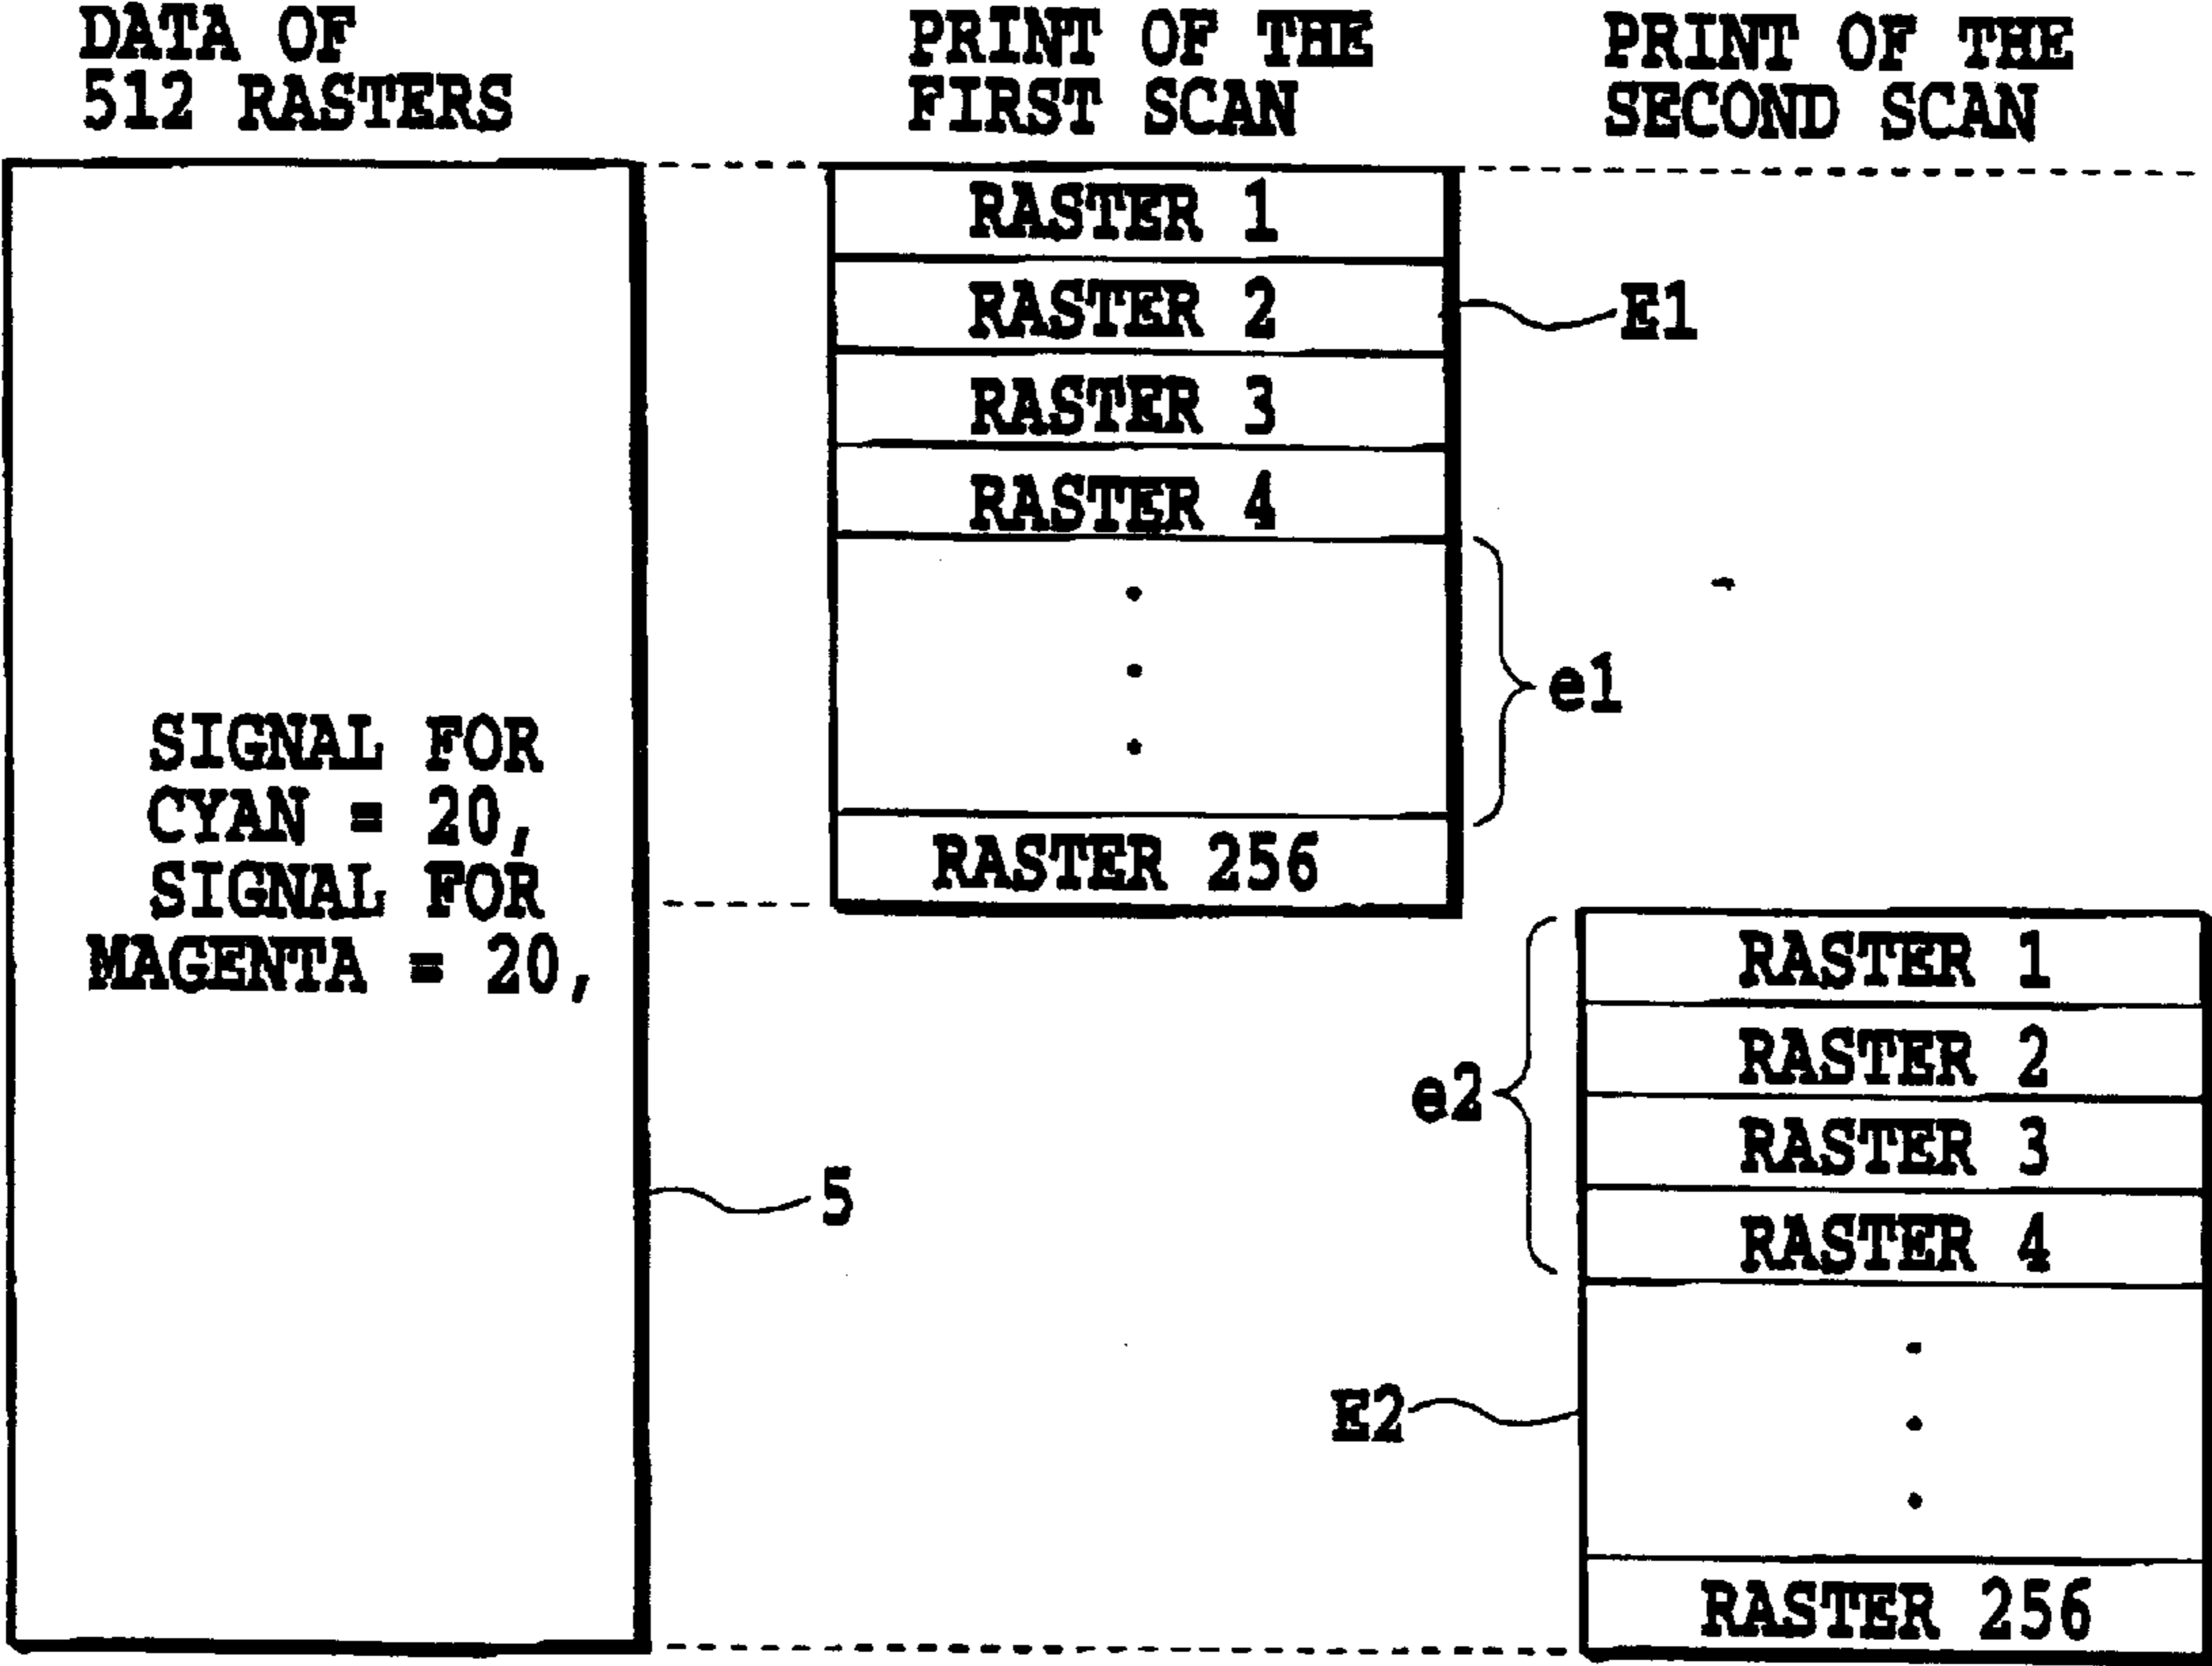 DATA OF
512 RASTERS
SIGNAL FOR
CYAN = 20,
SIGNAL FOR
MAGENTA = 20,
5
PRINT OF THE
FIRST SCAN
RASTER 1
RASTER 2
RASTER 3
RASTER 4
RASTER 256
E1
e1
PRINT OF THE
SECOND SCAN
RASTER 1
RASTER 2
RASTER 3
RASTER 4
RASTER 256
e2
E2